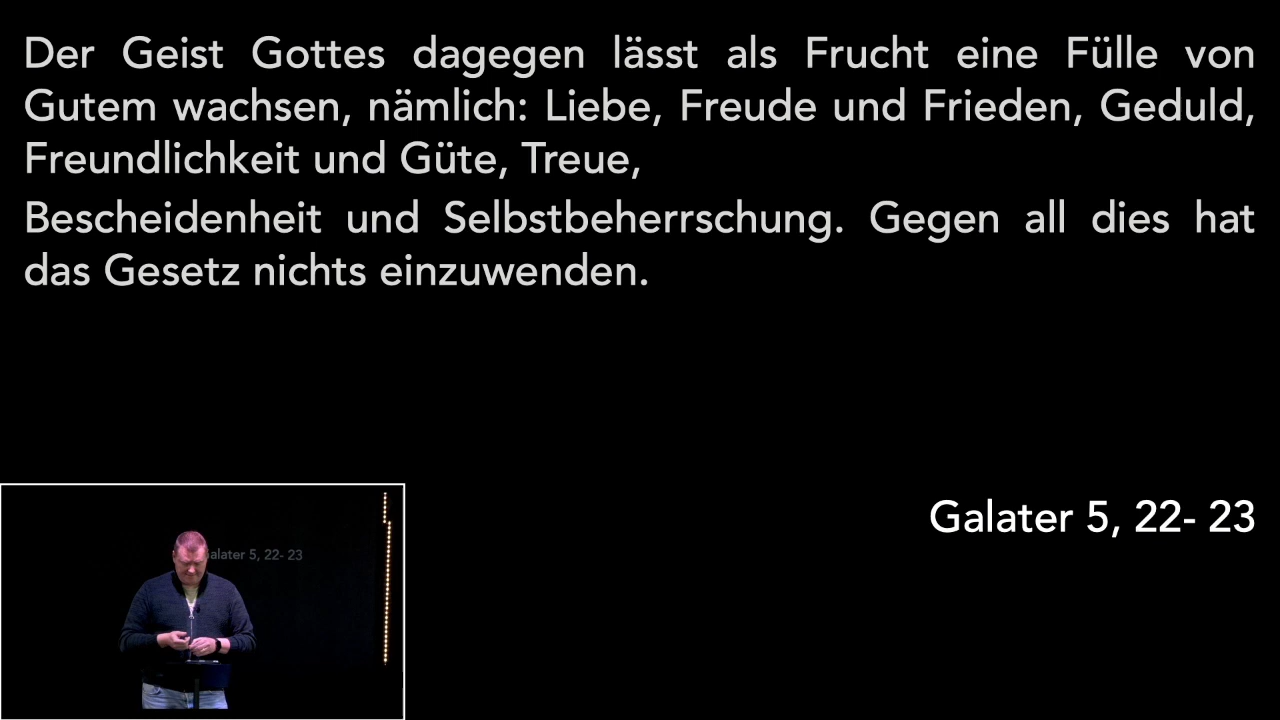 Der Geist Gottes dagegen lässt als Frucht eine Fülle von
Gutem wachsen, nämlich: Liebe, Freude und Frieden, Geduld,
Freundlichkeit und Güte, Treue,
Bescheidenheit und Selbstbeherrschung. Gegen all dies hat
das Gesetz nichts einzuwenden.
Galater 5, 22- 23
alater 5, 22- 23